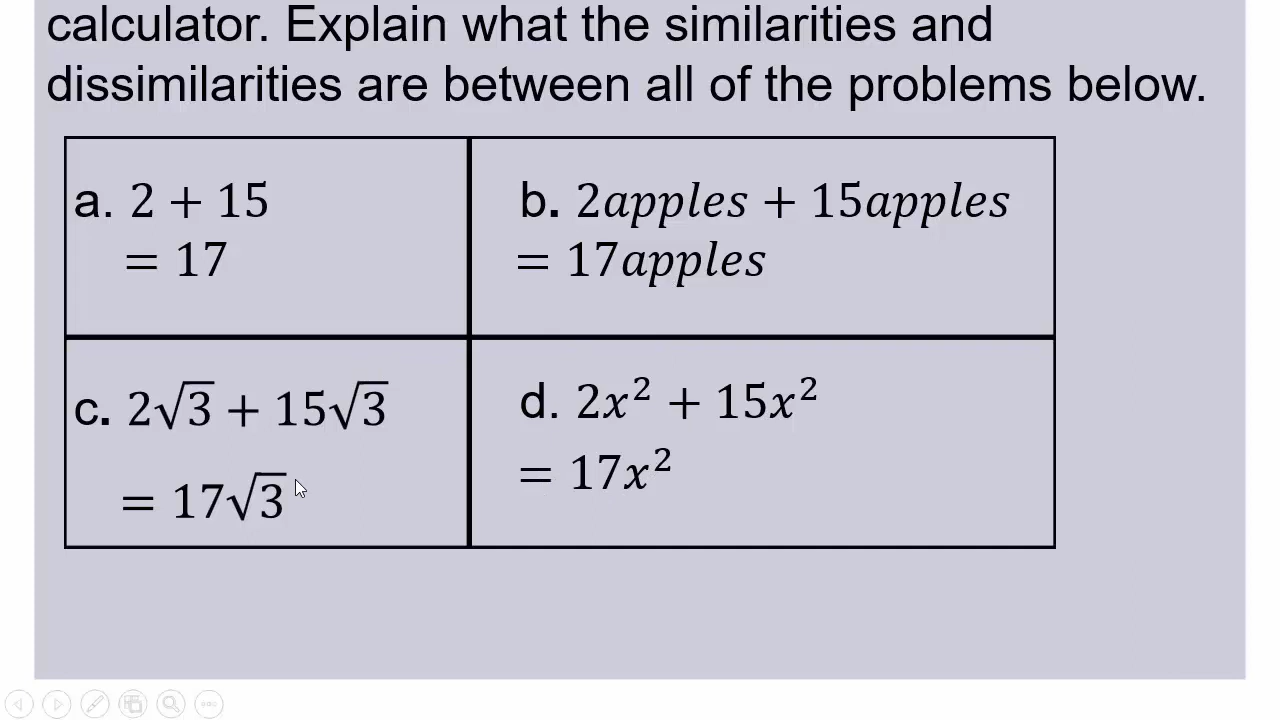 calculator. Explain what the similarities and
dissimilarities are between all of the problems below.
a. 2 + 15
= 17
b. 2apples + 15apples
= 17apples
c. 2√3 + 15√3
= 17√3
d. 2x² + 15x²
= 17x²